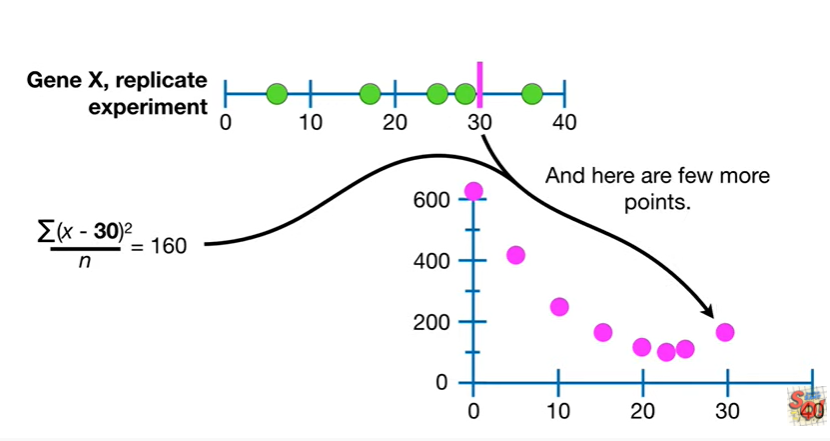 Gene X, replicate
experiment
0 10 20 30 40
And here are few more
points.
∑(x - 30)²
n
= 160
600
400
200
0
0 10 20 30 40